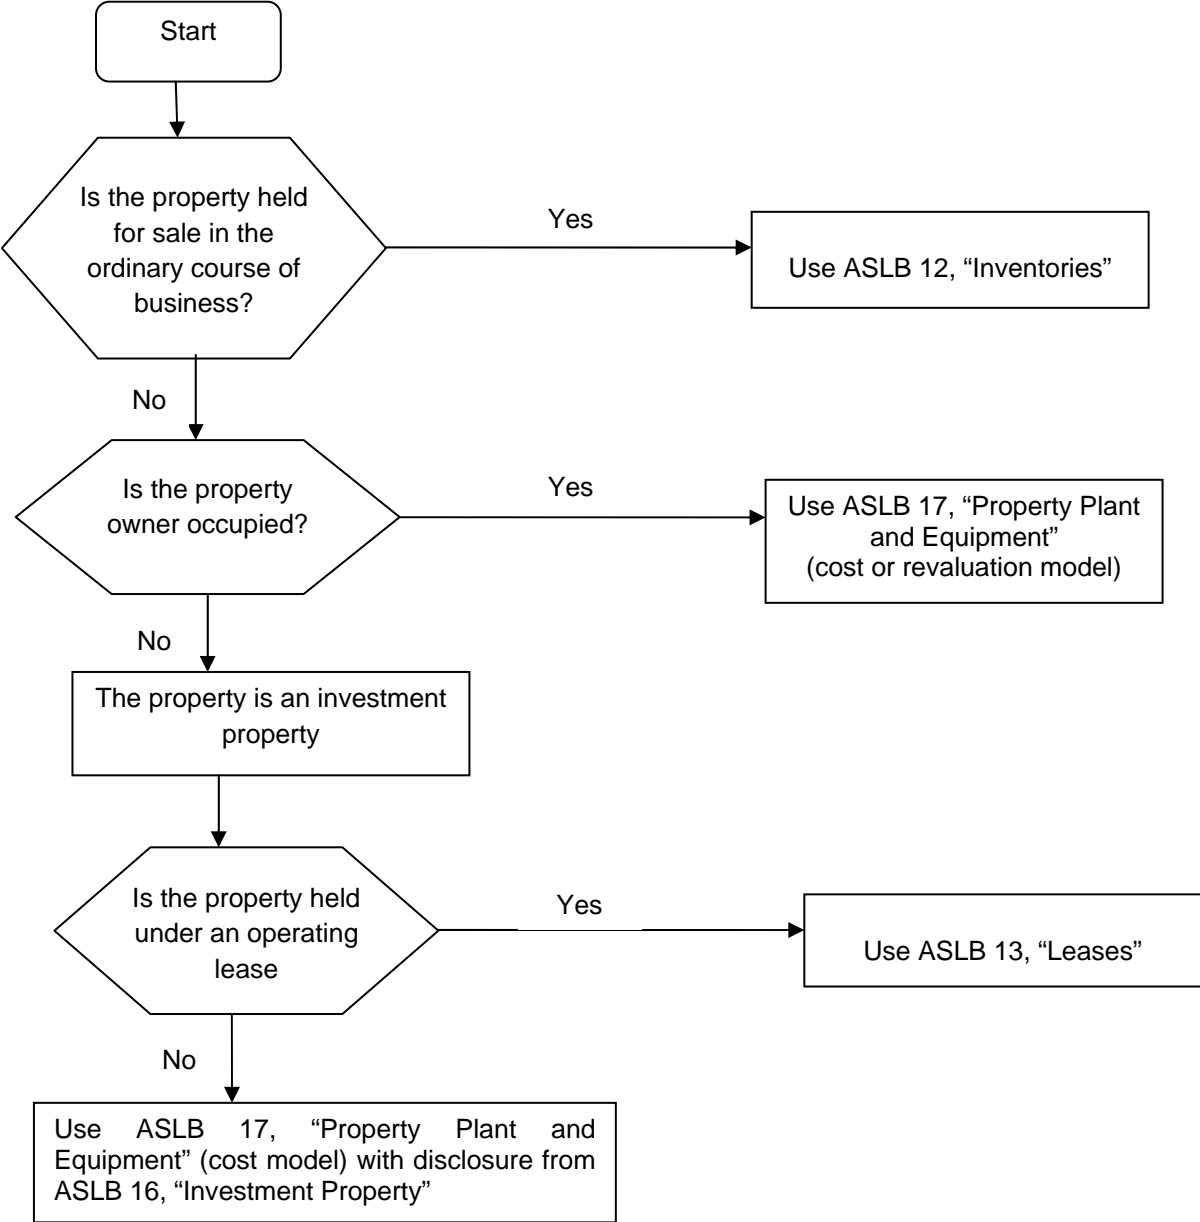 Start
Is the property held
for sale in the
ordinary course of
business?
Yes
Use ASLB 12, “Inventories”
No
Is the property
owner occupied?
Yes
Use ASLB 17, “Property Plant
and Equipment”
(cost or revaluation model)
No
The property is an investment
property
Is the property held
under an operating
lease
Yes
Use ASLB 13, “Leases”
No
Use ASLB 17, “Property Plant and
Equipment” (cost model) with disclosure from
ASLB 16, “Investment Property”